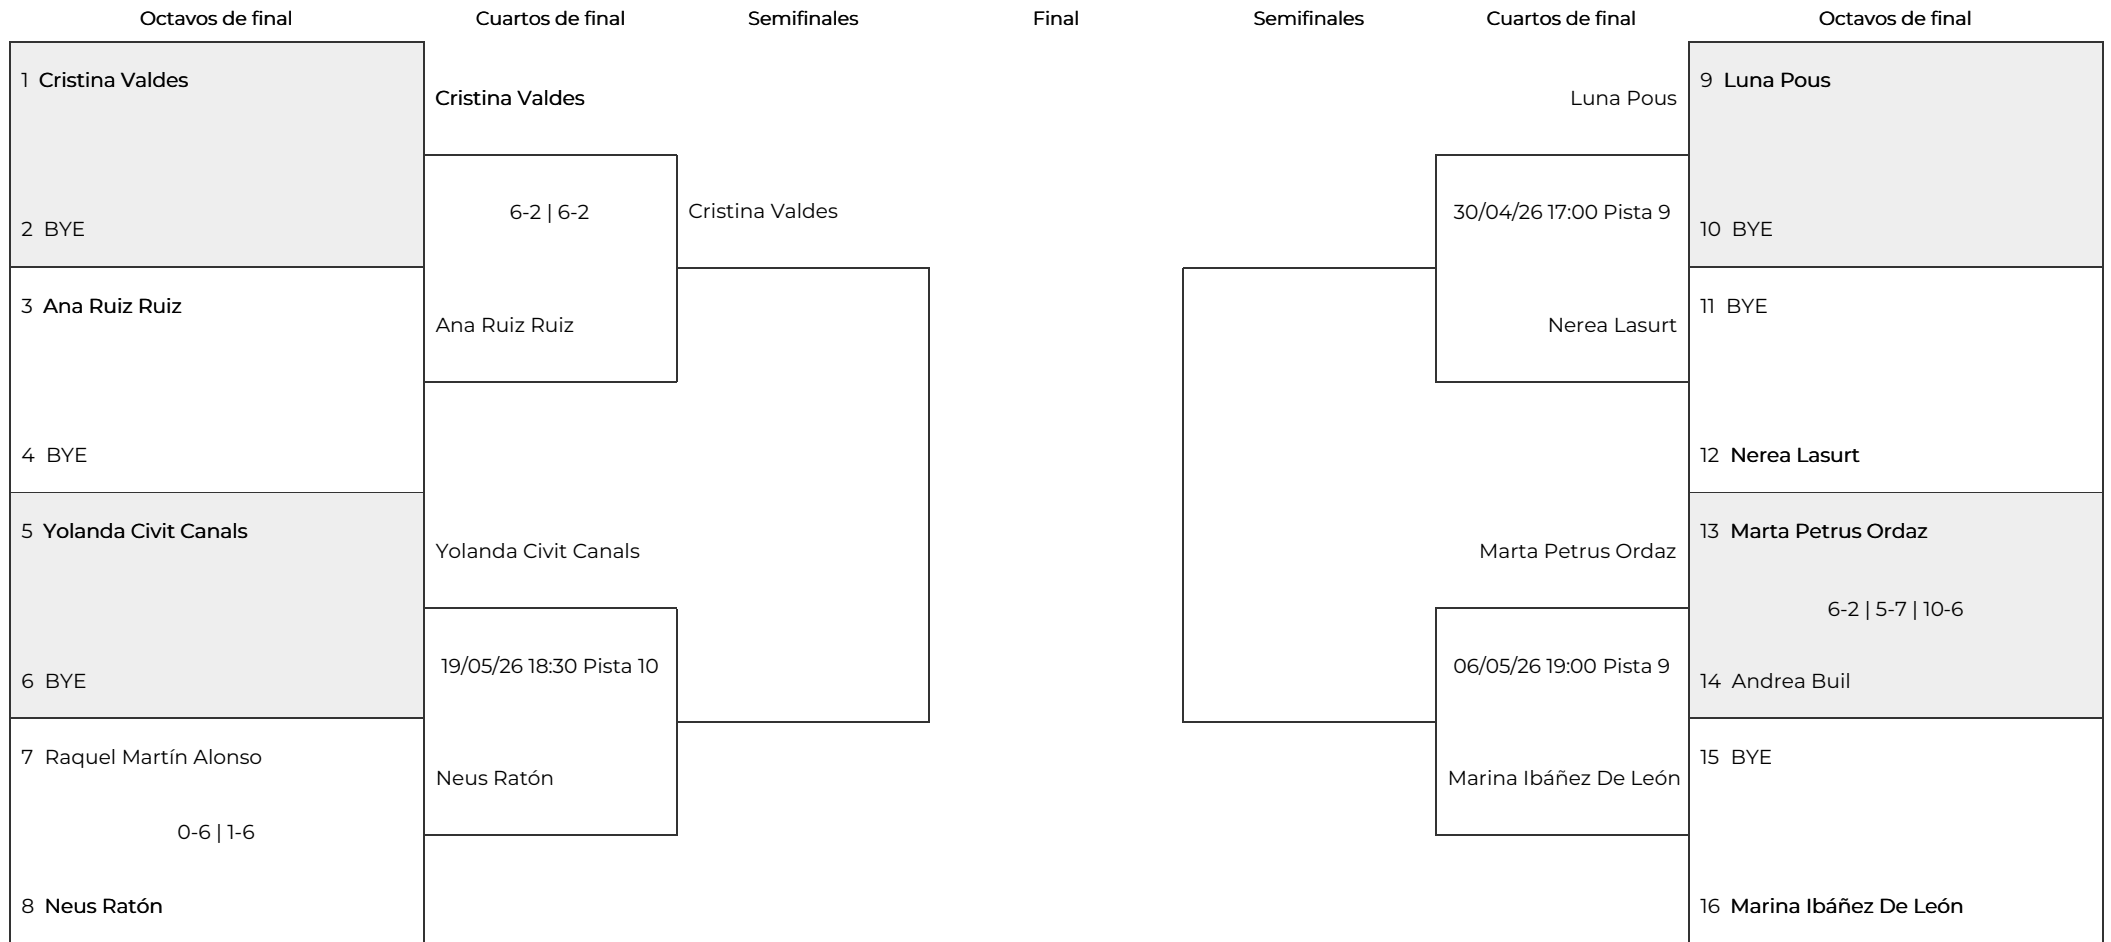 Octavos de final
Cuartos de final
Semifinales
Final
Semifinales
Cuartos de final
Octavos de final
1 Cristina Valdes
2 BYE
3 Ana Ruiz Ruiz
4 BYE
5 Yolanda Civit Canals
6 BYE
7 Raquel Martín Alonso
0-6 | 1-6
8 Neus Ratón
Cristina Valdes
6-2 | 6-2
Ana Ruiz Ruiz
Yolanda Civit Canals
19/05/26 18:30 Pista 10
Neus Ratón
Cristina Valdes
Luna Pous
30/04/26 17:00 Pista 9
Nerea Lasurt
Marta Petrus Ordaz
06/05/26 19:00 Pista 9
Marina Ibáñez De León
9 Luna Pous
10 BYE
11 BYE
12 Nerea Lasurt
13 Marta Petrus Ordaz
6-2 | 5-7 | 10-6
14 Andrea Buil
15 BYE
16 Marina Ibáñez De León